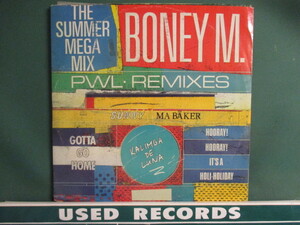 THE
SUMMER
MEGA
MIX
BONEY M.
PWL · REMIXES
MA BAKER
GOTTA
GO
HOME
KALIMBA DE
LUNA
HOORAY!
HOORAY!
IT'S A
HOLI-HOLIDAY
USED RECORDS